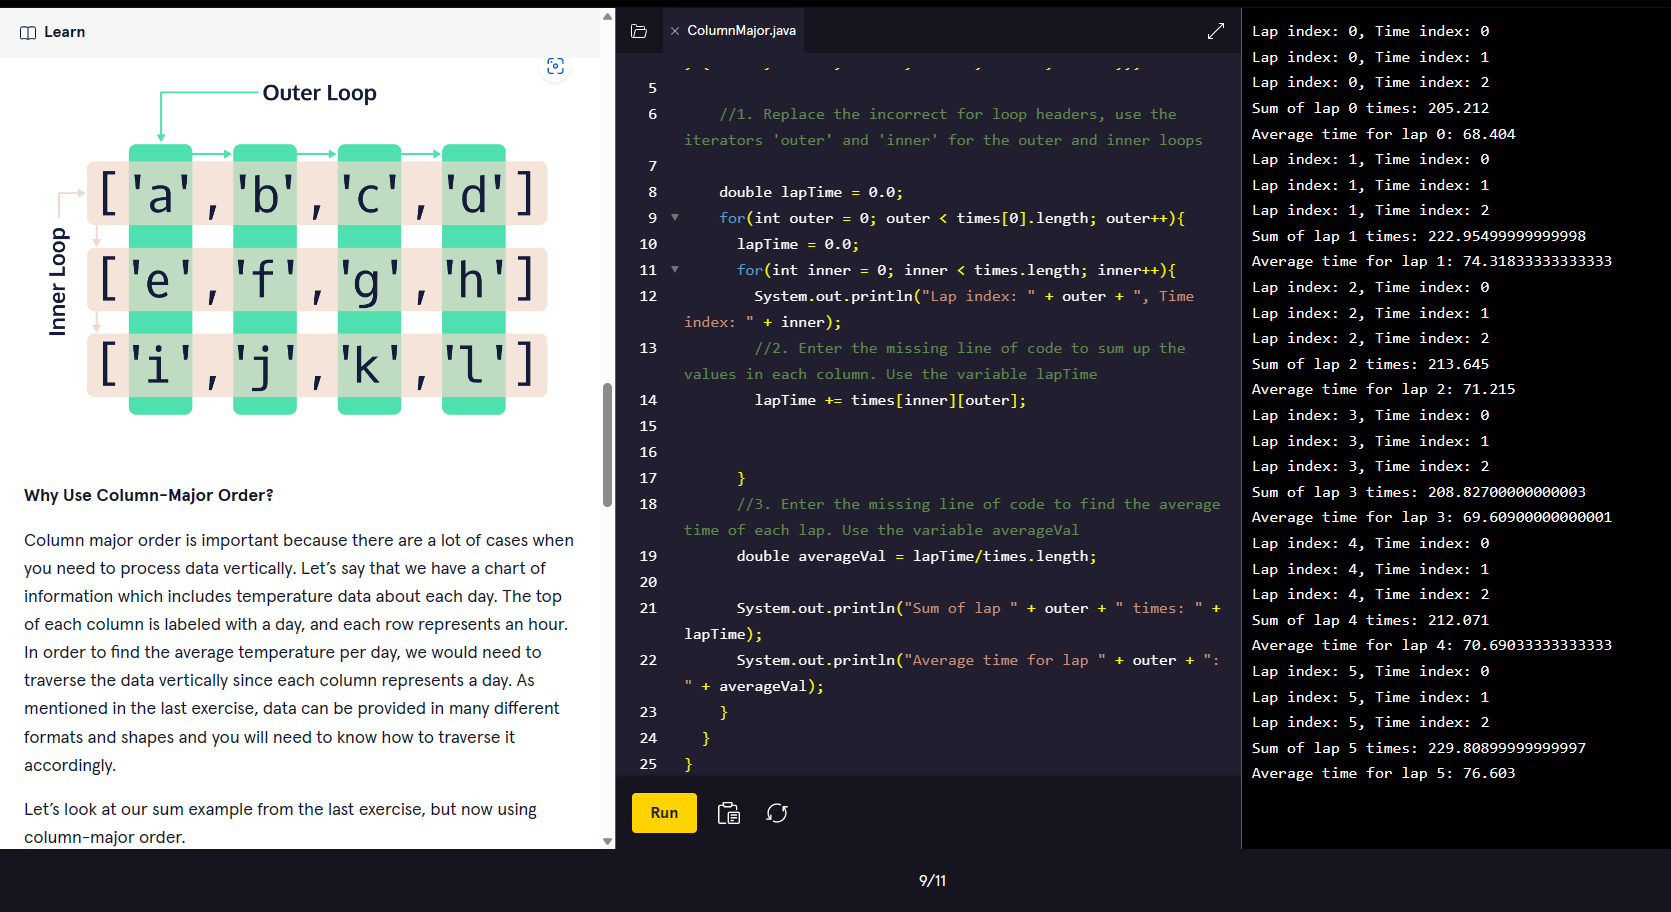 Learn
Outer Loop
Inner Loop
['a', 'b', 'c', 'd']
['e', 'f', 'g', 'h']
['i', 'j', 'k', 'l']
Why Use Column-Major Order?
Column major order is important because there are a lot of cases when
you need to process data vertically. Let’s say that we have a chart of
information which includes temperature data about each day. The top
of each column is labeled with a day, and each row represents an hour.
In order to find the average temperature per day, we would need to
traverse the data vertically since each column represents a day. As
mentioned in the last exercise, data can be provided in many different
formats and shapes and you will need to know how to traverse it
accordingly.
Let’s look at our sum example from the last exercise, but now using
column-major order.
ColumnMajor.java
5
6 //1. Replace the incorrect for loop headers, use the
iterators 'outer' and 'inner' for the outer and inner loops
7
8 double lapTime = 0.0;
9 for(int outer = 0; outer < times[0].length; outer++){
10 lapTime = 0.0;
11 for(int inner = 0; inner < times.length; inner++){
12 System.out.println("Lap index: " + outer + ", Time
index: " + inner);
13 //2. Enter the missing line of code to sum up the
values in each column. Use the variable lapTime
14 lapTime += times[inner][outer];
15
16
17 }
18 //3. Enter the missing line of code to find the average
time of each lap. Use the variable averageVal
19 double averageVal = lapTime/times.length;
20
21 System.out.println("Sum of lap " + outer + " times: " +
lapTime);
22 System.out.println("Average time for lap " + outer + ":
" + averageVal);
23 }
24 }
25 }
Run
Lap index: 0, Time index: 0
Lap index: 0, Time index: 1
Lap index: 0, Time index: 2
Sum of lap 0 times: 205.212
Average time for lap 0: 68.404
Lap index: 1, Time index: 0
Lap index: 1, Time index: 1
Lap index: 1, Time index: 2
Sum of lap 1 times: 222.95499999999998
Average time for lap 1: 74.31833333333333
Lap index: 2, Time index: 0
Lap index: 2, Time index: 1
Lap index: 2, Time index: 2
Sum of lap 2 times: 213.645
Average time for lap 2: 71.215
Lap index: 3, Time index: 0
Lap index: 3, Time index: 1
Lap index: 3, Time index: 2
Sum of lap 3 times: 208.82700000000003
Average time for lap 3: 69.60900000000001
Lap index: 4, Time index: 0
Lap index: 4, Time index: 1
Lap index: 4, Time index: 2
Sum of lap 4 times: 212.071
Average time for lap 4: 70.69033333333333
Lap index: 5, Time index: 0
Lap index: 5, Time index: 1
Lap index: 5, Time index: 2
Sum of lap 5 times: 229.80899999999997
Average time for lap 5: 76.603
9/11